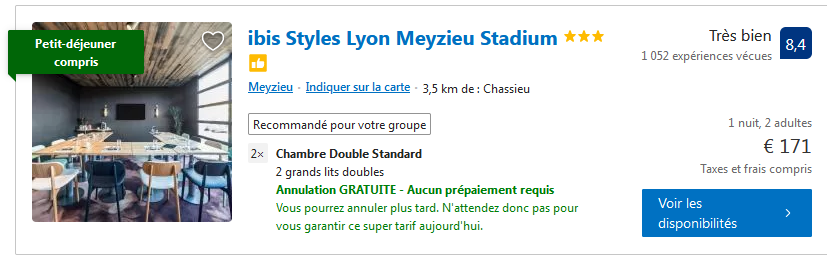 Petit-déjeuner
compris
ibis Styles Lyon Meyzieu Stadium
Meyzieu · Indiquer sur la carte · 3,5 km de : Chassieu
Très bien
1 052 expériences vécues
8,4
Recommandé pour votre groupe
2× Chambre Double Standard
2 grands lits doubles
Annulation GRATUITE - Aucun prépaiement requis
Vous pourrez annuler plus tard. N'attendez donc pas pour
vous garantir ce super tarif aujourd'hui.
1 nuit, 2 adultes
€ 171
Taxes et frais compris
Voir les
disponibilités